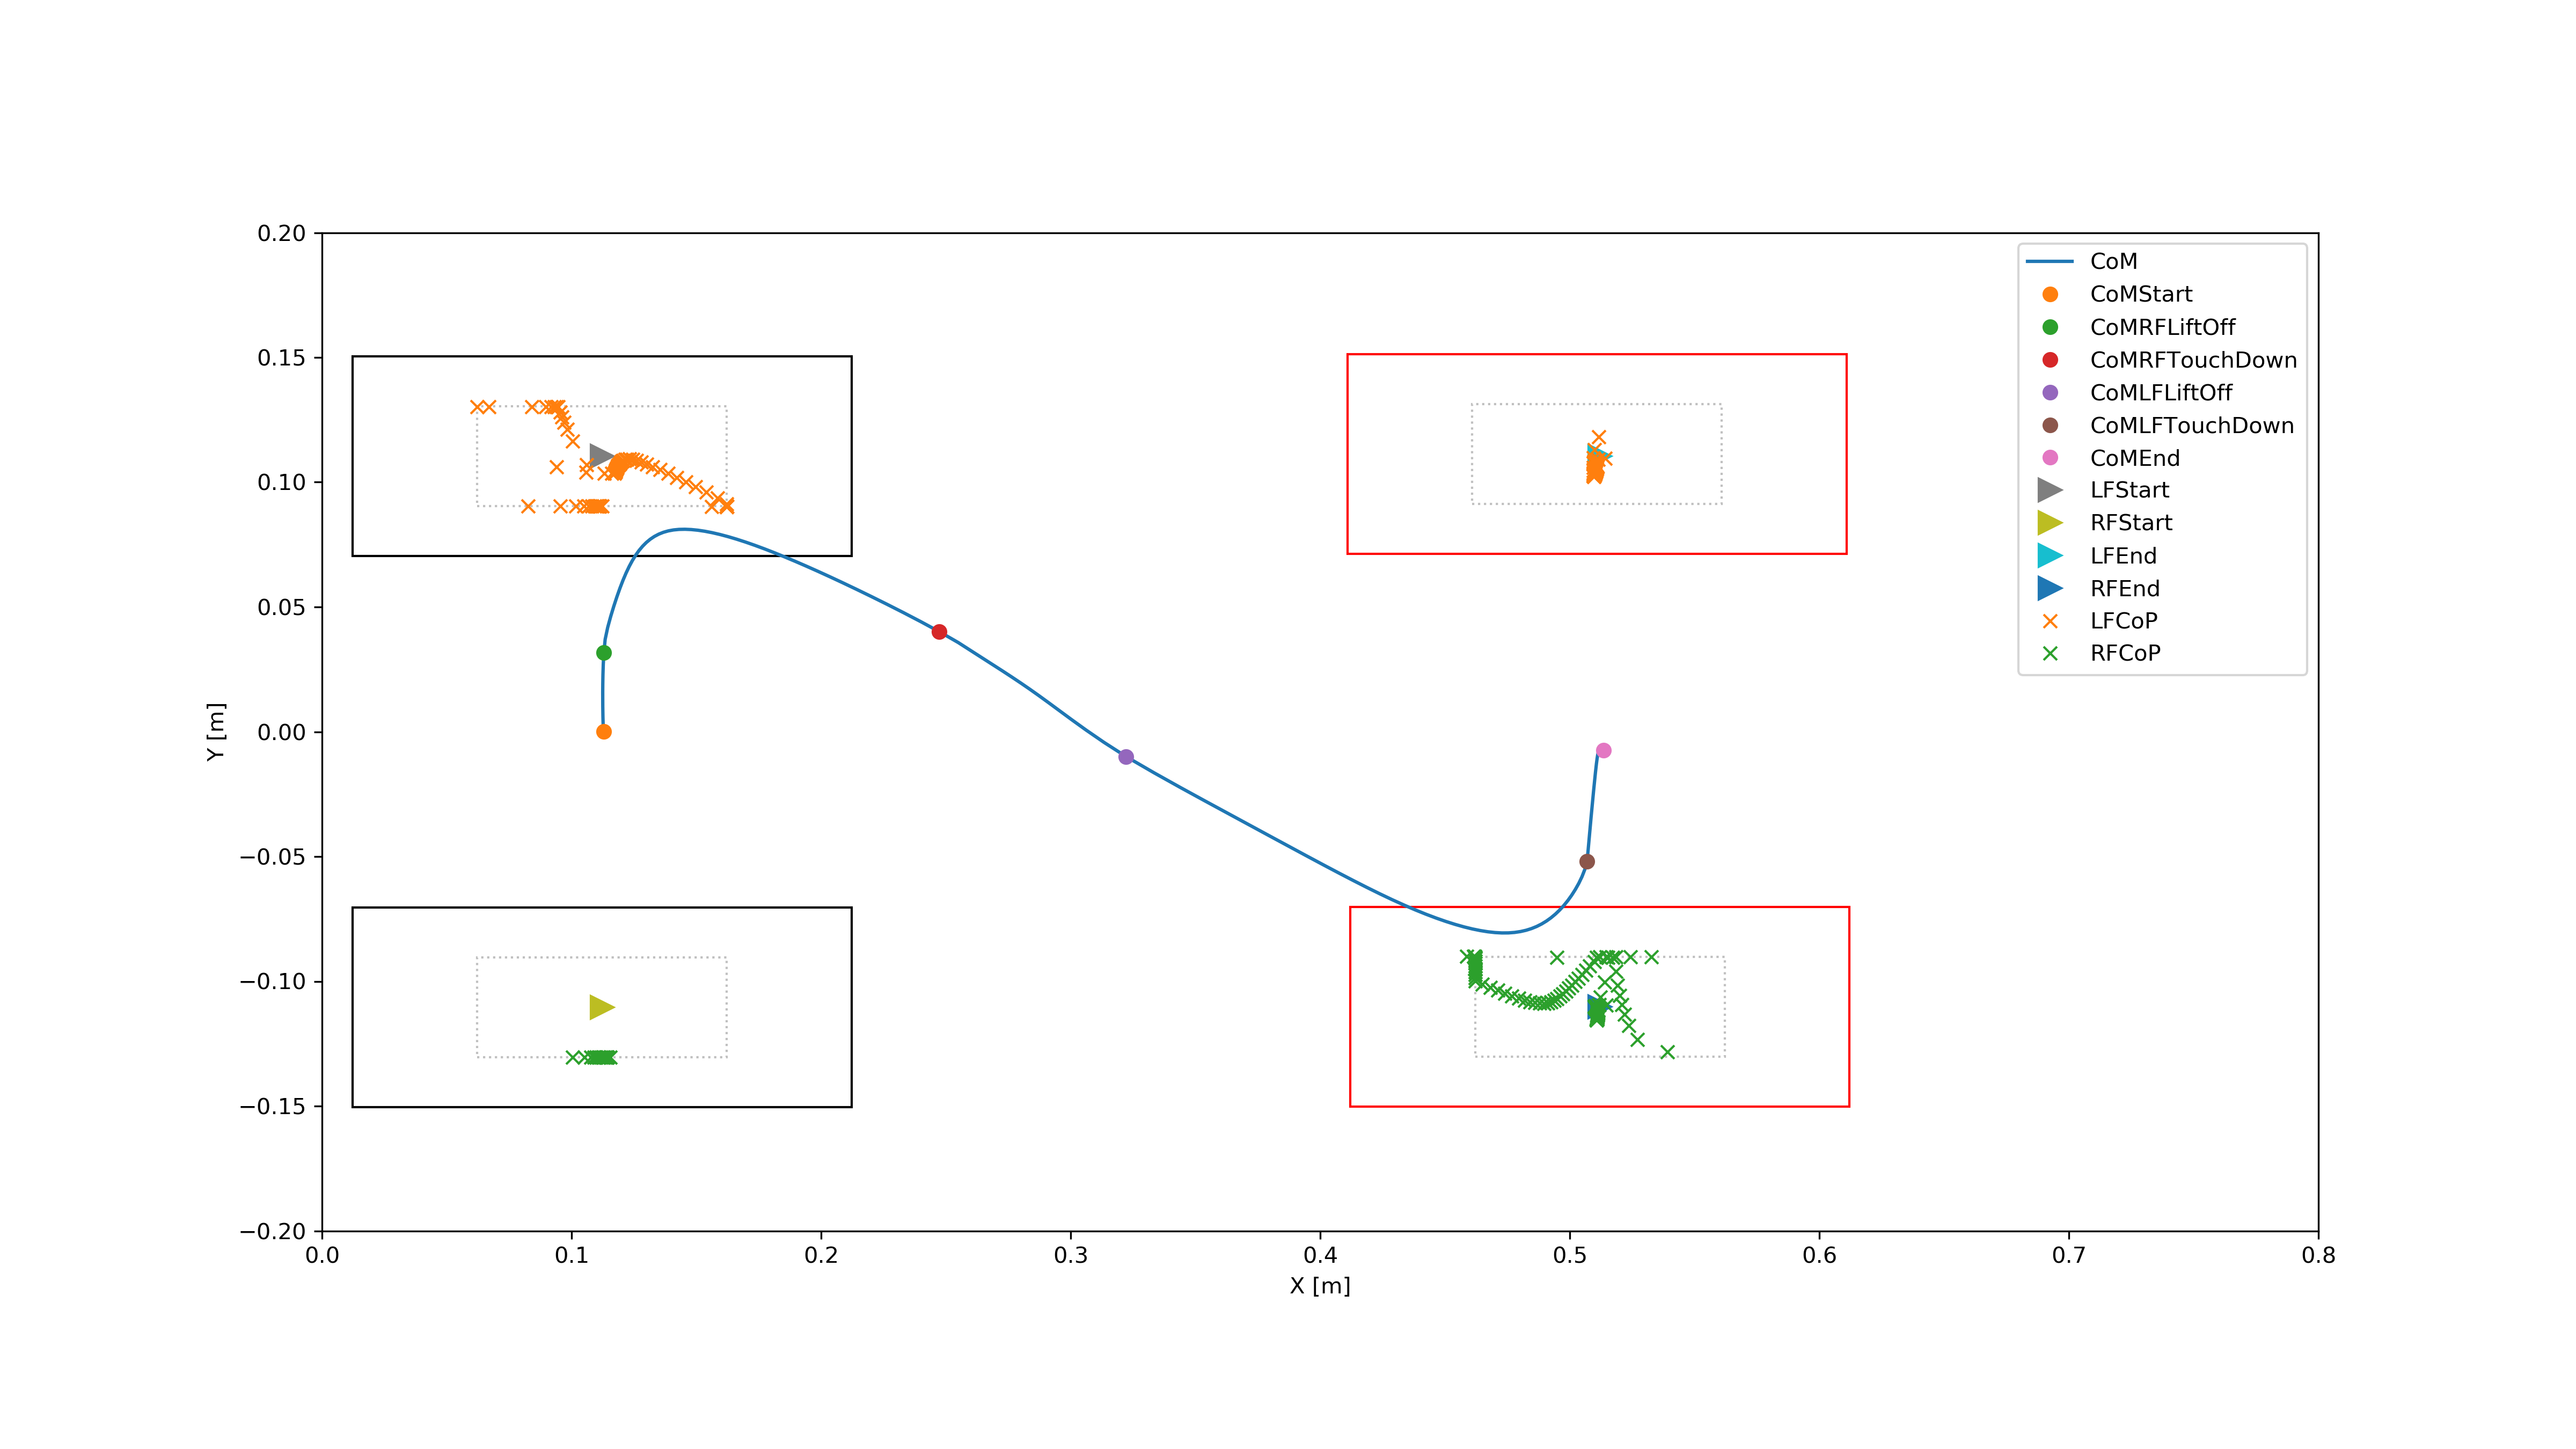 0.20
0.15
0.10
0.05
0.00
−0.05
−0.10
−0.15
−0.20
Y [m]
0.0 0.1 0.2 0.3 0.4 0.5 0.6 0.7 0.8
X [m]
CoM
CoMStart
CoMRFLiftOff
CoMRFTouchDown
CoMLFLiftOff
CoMLFTouchDown
CoMEnd
LFStart
RFStart
LFEnd
RFEnd
LFCoP
RFCoP